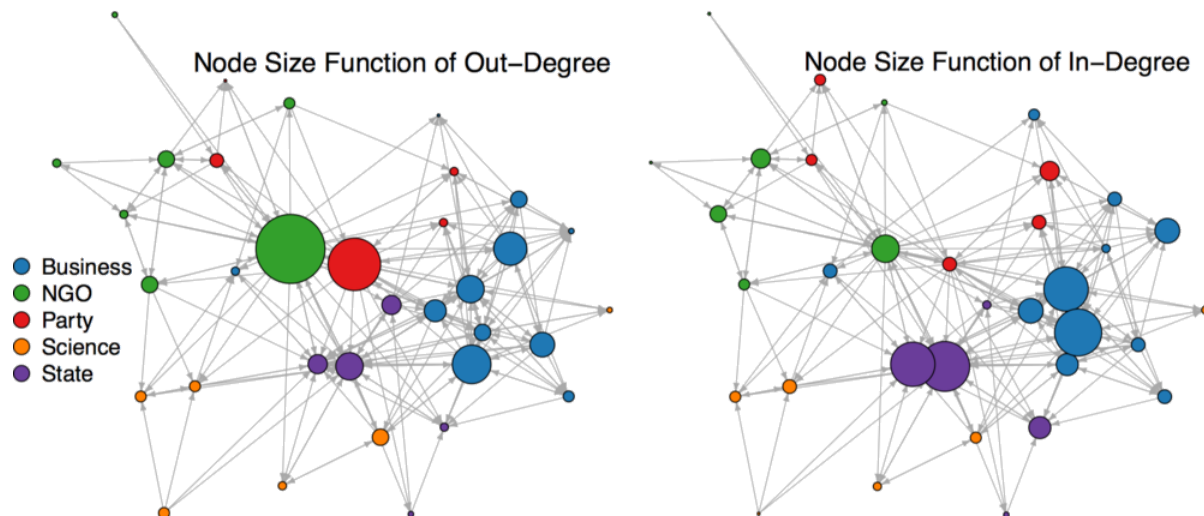 Node Size Function of Out−Degree
Node Size Function of In−Degree
Business
NGO
Party
Science
State